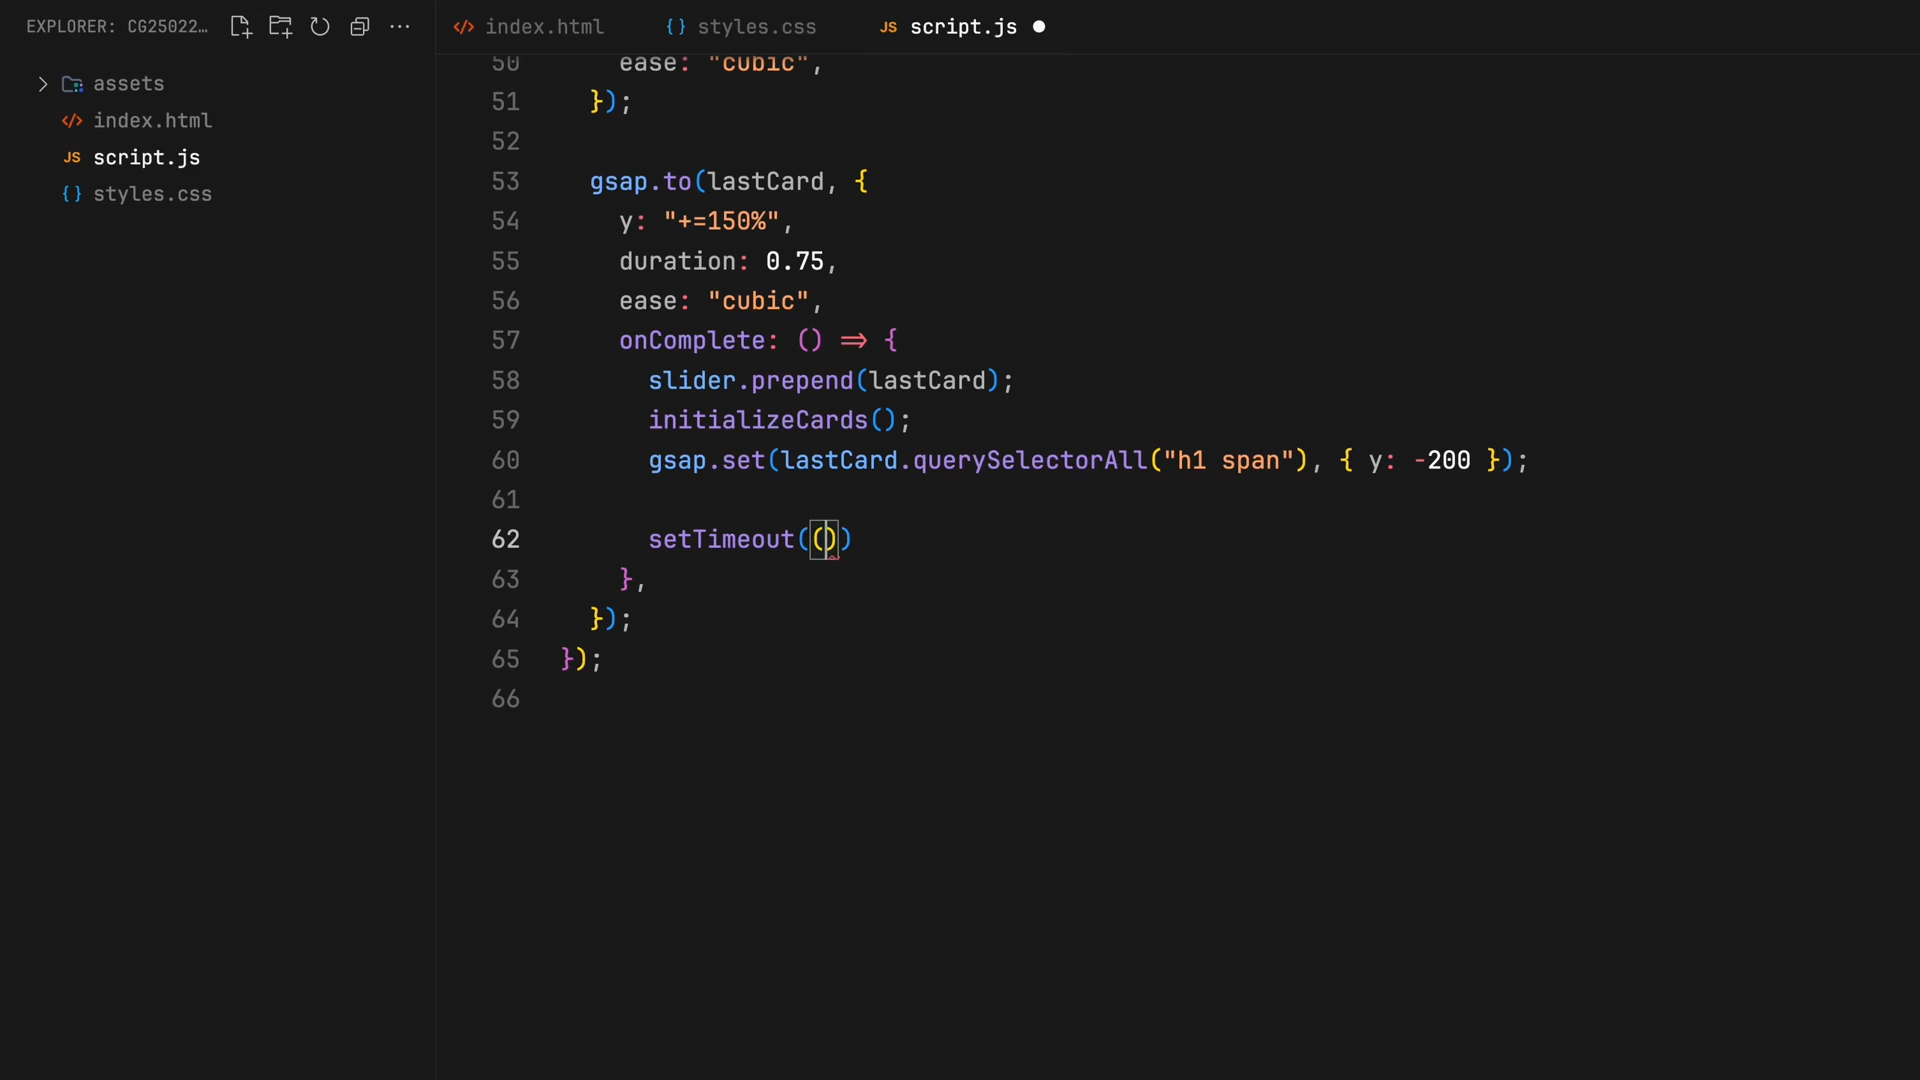 EXPLORER: CG25022…
assets
index.html
JS script.js
styles.css
index.html
styles.css
JS script.js
50 ease: "cubic",
51 });
52
53 gsap.to(lastCard, {
54 y: "+=150%",
55 duration: 0.75,
56 ease: "cubic",
57 onComplete: () => {
58 slider.prepend(lastCard);
59 initializeCards();
60 gsap.set(lastCard.querySelectorAll("h1 span"), { y: -200 });
61
62 setTimeout(())
63 },
64 });
65 });
66